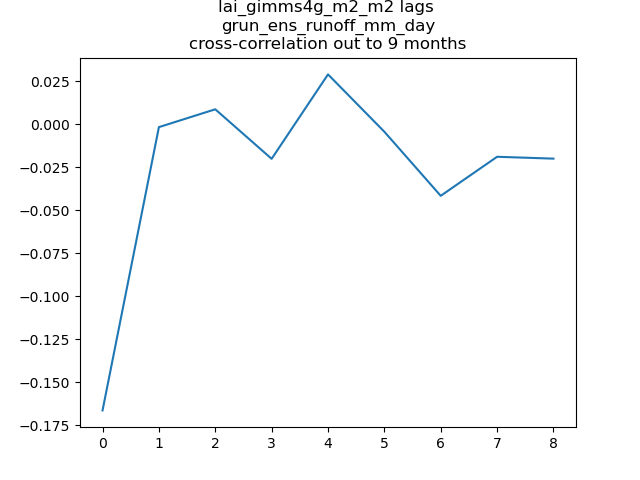 lai_gimms4g_m2_m2 lags
grun_ens_runoff_mm_day
cross-correlation out to 9 months
0.025
0.000
−0.025
−0.050
−0.075
−0.100
−0.125
−0.150
−0.175
0 1 2 3 4 5 6 7 8